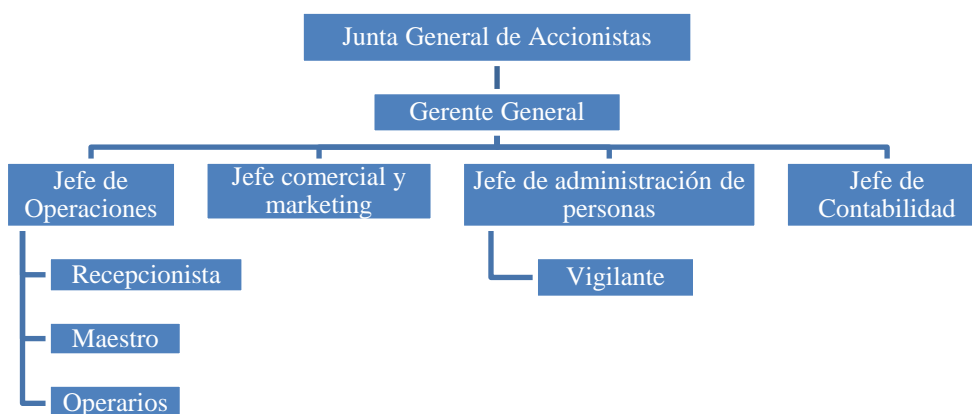 Junta General de Accionistas
Gerente General
Jefe de
Operaciones
Jefe comercial y
marketing
Jefe de administración de
personas
Jefe de
Contabilidad
Recepcionista
Maestro
Operarios
Vigilante